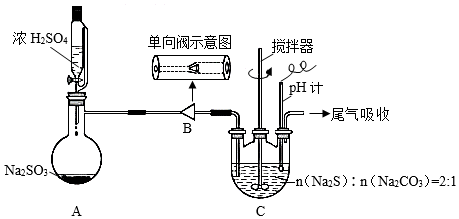 浓 H₂SO₄
单向阀示意图
搅拌器
pH 计
尾气吸收
B
Na₂SO₃
n(Na₂S)∶n(Na₂CO₃)=2:1
A
C